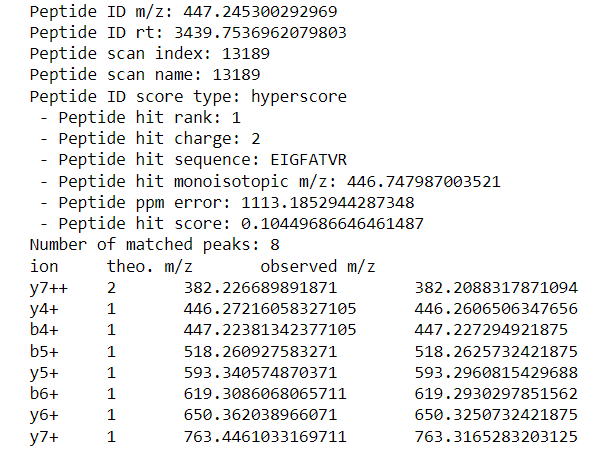 Peptide ID m/z: 447.245300292969
Peptide ID rt: 3439.7536962079803
Peptide scan index: 13189
Peptide scan name: 13189
Peptide ID score type: hyperscore
- Peptide hit rank: 1
- Peptide hit charge: 2
- Peptide hit sequence: EIGFATVR
- Peptide hit monoisotopic m/z: 446.747987003521
- Peptide ppm error: 1113.1852944287348
- Peptide hit score: 0.10449686646461487
Number of matched peaks: 8
ion theo. m/z observed m/z
y7++ 2 382.226689891871 382.2088317871094
y4+ 1 446.27216058327105 446.2606506347656
b4+ 1 447.22381342377105 447.227294921875
b5+ 1 518.260927583271 518.2625732421875
y5+ 1 593.340574870371 593.2960815429688
b6+ 1 619.3086068065711 619.2930297851562
y6+ 1 650.362038966071 650.3250732421875
y7+ 1 763.4461033169711 763.3165283203125